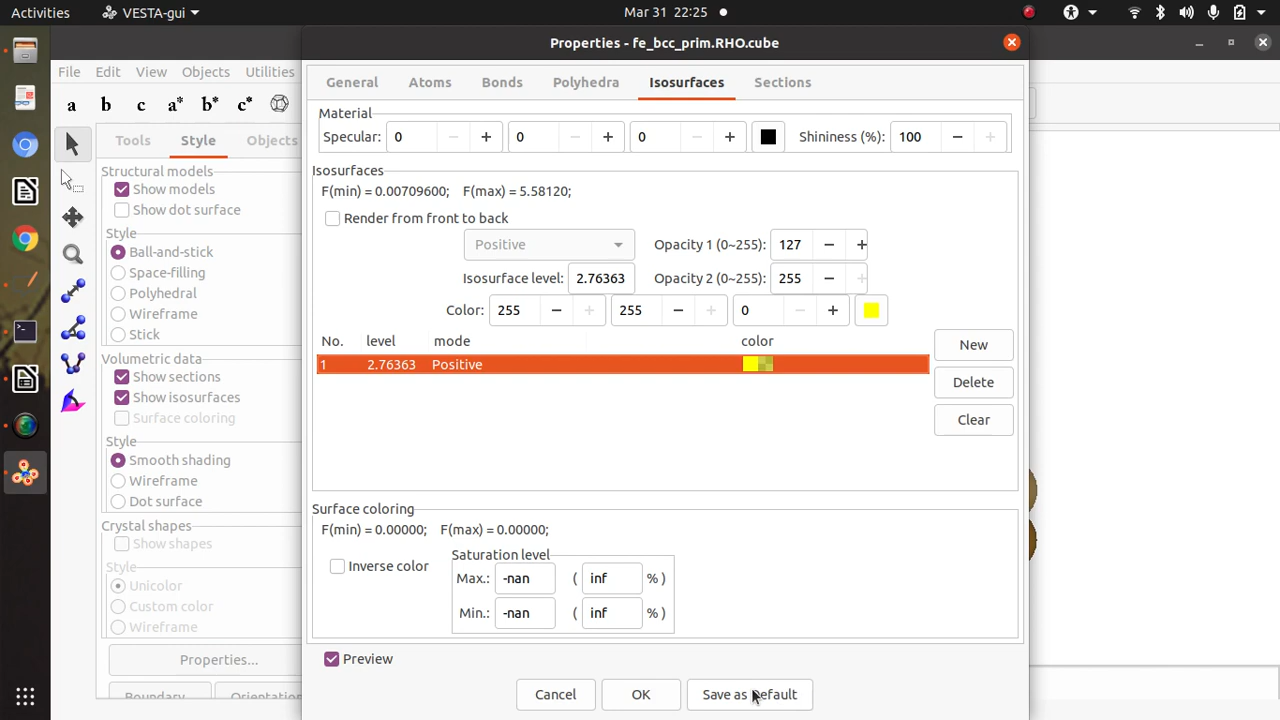 Activities
VESTA-gui
Mar 31 22:25
Properties - fe_bcc_prim.RHO.cube
File Edit View Objects Utilities
a b c a* b* c*
Tools Style Objects
Structural models
Show models
Show dot surface
Style
Ball-and-stick
Space-filling
Polyhedral
Wireframe
Stick
Volumetric data
Show sections
Show isosurfaces
Surface coloring
Style
Smooth shading
Wireframe
Dot surface
Crystal shapes
Show shapes
Style
Unicolor
Custom color
Wireframe
Properties...
Boundary Orientation
General Atoms Bonds Polyhedra Isosurfaces Sections
Material
Specular: 0 - + 0 - + 0 - + Shininess (%): 100 - +
Isosurfaces
F(min) = 0.00709600; F(max) = 5.58120;
Render from front to back
Positive Opacity 1 (0~255): 127 - +
Isosurface level: 2.76363 Opacity 2 (0~255): 255 - +
Color: 255 - + 255 - + 0 - +
No. level mode color
1 2.76363 Positive
New
Delete
Clear
Surface coloring
F(min) = 0.00000; F(max) = 0.00000;
Inverse color
Saturation level
Max.: -nan ( inf % )
Min.: -nan ( inf % )
Preview
Cancel OK Save as Default